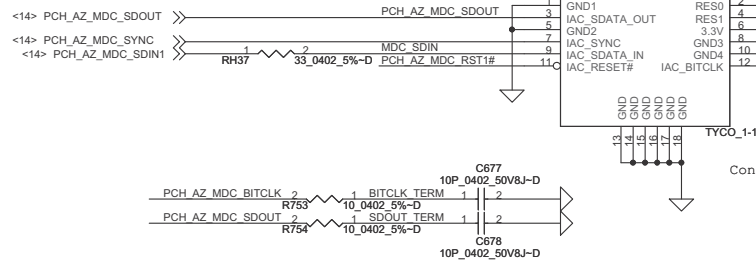 1 GND1 RES0 2
<14> PCH_AZ_MDC_SDOUT PCH_AZ_MDC_SDOUT 3 IAC_SDATA_OUT RES1 4
5 GND2 3.3V 6
<14> PCH_AZ_MDC_SYNC 7 IAC_SYNC GND3 8
<14> PCH_AZ_MDC_SDIN1 1 2 MDC_SDIN 9 IAC_SDATA_IN GND4 10
RH37 33_0402_5%~D PCH_AZ_MDC_RST1# 11 IAC_RESET# IAC_BITCLK 12
GND GND GND GND GND GND
13 14 15 16 17 18
TYCO_1-1
Con
C677
10P_0402_50V8J~D
PCH_AZ_MDC_BITCLK 2 1 BITCLK_TERM 1 2
R753 10_0402_5%~D
PCH_AZ_MDC_SDOUT 2 1 SDOUT_TERM 1 2
R754 10_0402_5%~D
C678
10P_0402_50V8J~D